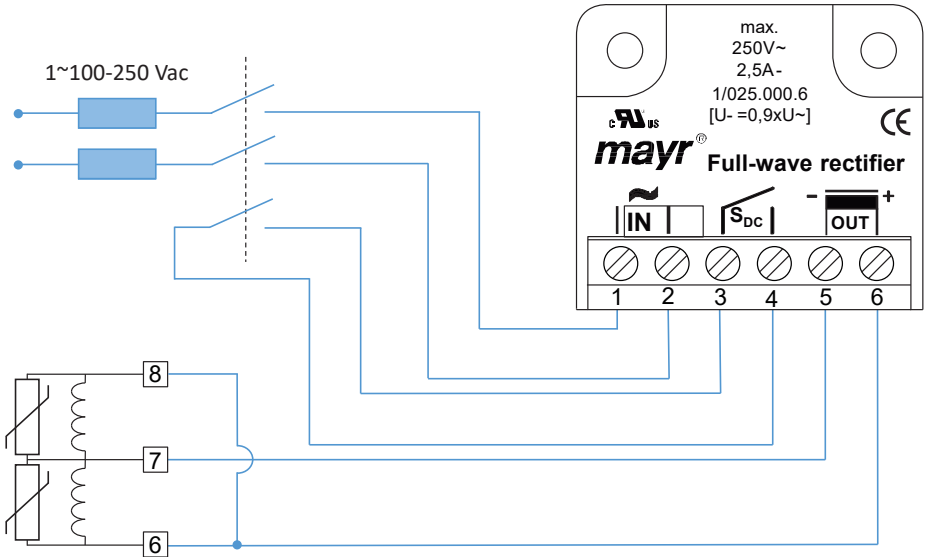 1~100-250 Vac
max.
250V~
2,5A-
1/025.000.6
[U- =0,9xU~]
c RU us
CE
mayr®
Full-wave rectifier
~
- +
IN
SDC
OUT
1 2 3 4 5 6
8
7
6